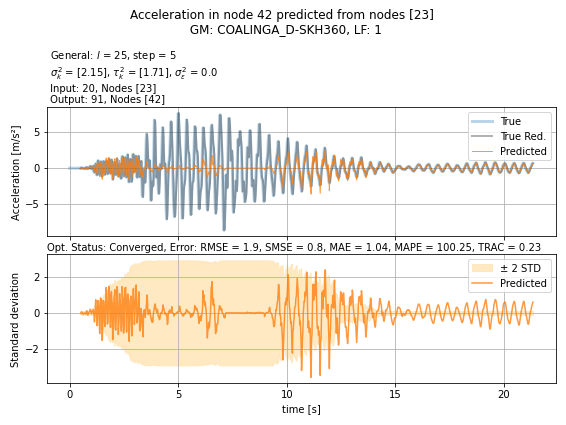 Acceleration in node 42 predicted from nodes [23]
GM: COALINGA_D-SKH360, LF: 1
General: l = 25, step = 5
σ²ₖ = [2.15], τ²ₖ = [1.71], σ²ε = 0.0
Input: 20, Nodes [23]
Output: 91, Nodes [42]
Acceleration [m/s²]
5
0
−5
True
True Red.
Predicted
Opt. Status: Converged, Error: RMSE = 1.9, SMSE = 0.8, MAE = 1.04, MAPE = 100.25, TRAC = 0.23
Standard deviation
2
0
−2
± 2 STD
Predicted
0 5 10 15 20
time [s]